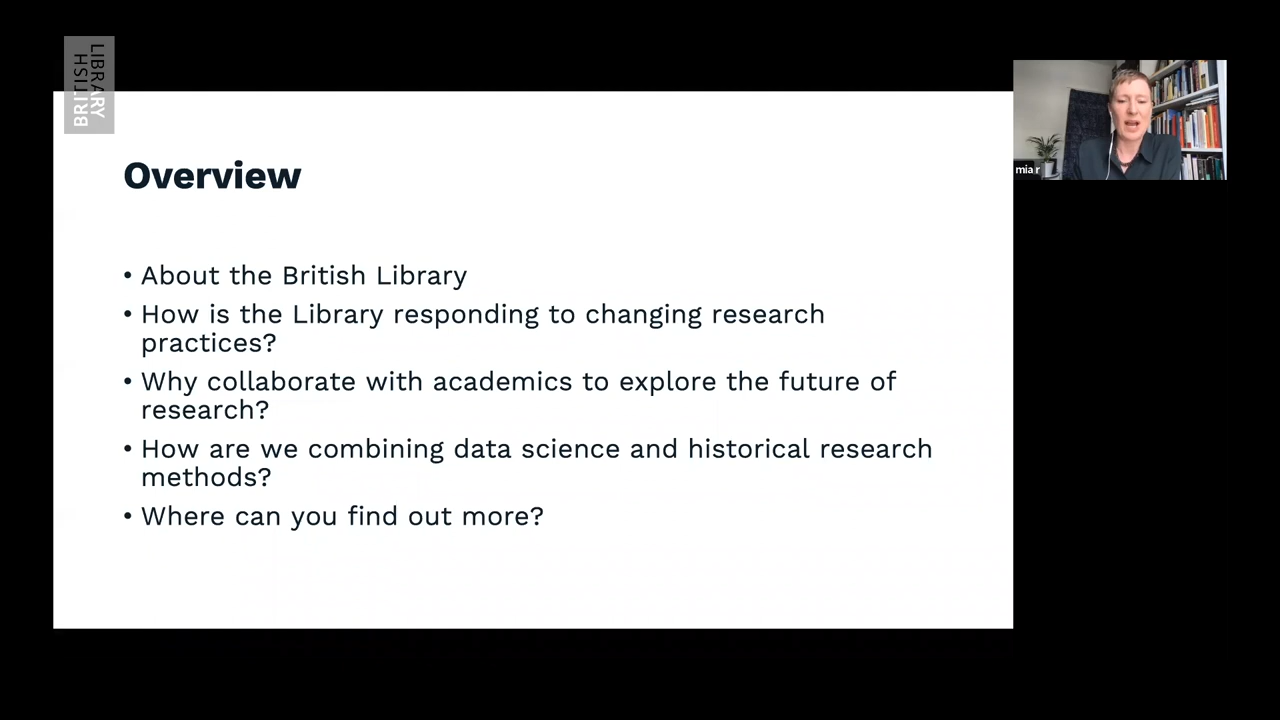 BRITISH
LIBRARY
Overview
• About the British Library
• How is the Library responding to changing research
practices?
• Why collaborate with academics to explore the future of
research?
• How are we combining data science and historical research
methods?
• Where can you find out more?
mia r